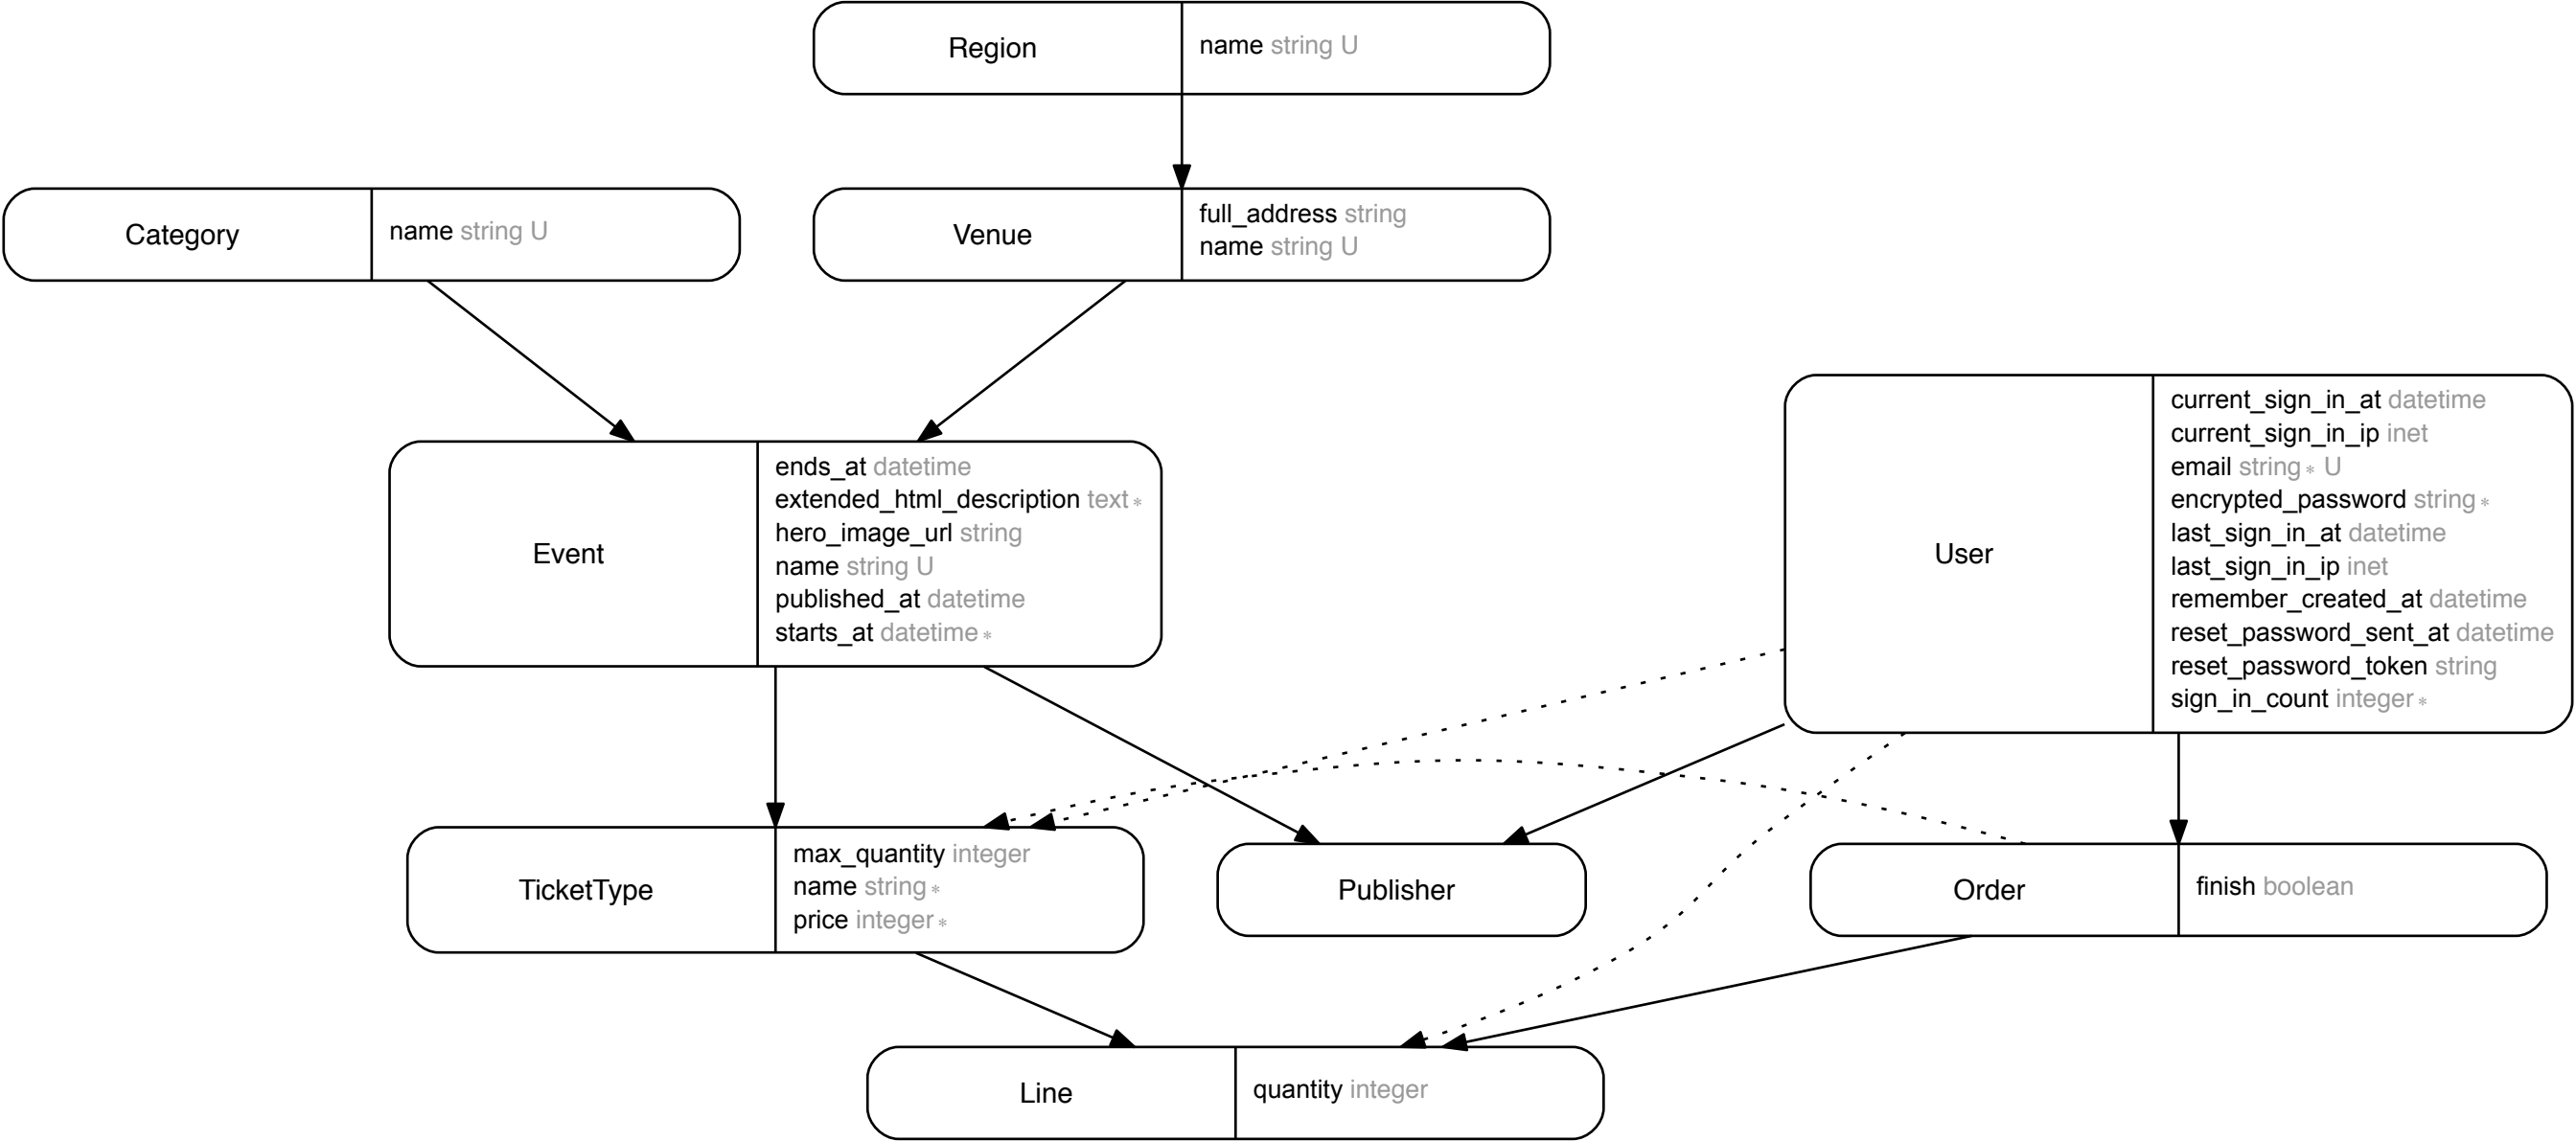 Region
name string U
Category
name string U
Venue
full_address string
name string U
Event
ends_at datetime
extended_html_description text *
hero_image_url string
name string U
published_at datetime
starts_at datetime *
User
current_sign_in_at datetime
current_sign_in_ip inet
email string * U
encrypted_password string *
last_sign_in_at datetime
last_sign_in_ip inet
remember_created_at datetime
reset_password_sent_at datetime
reset_password_token string
sign_in_count integer *
TicketType
max_quantity integer
name string *
price integer *
Publisher
Order
finish boolean
Line
quantity integer